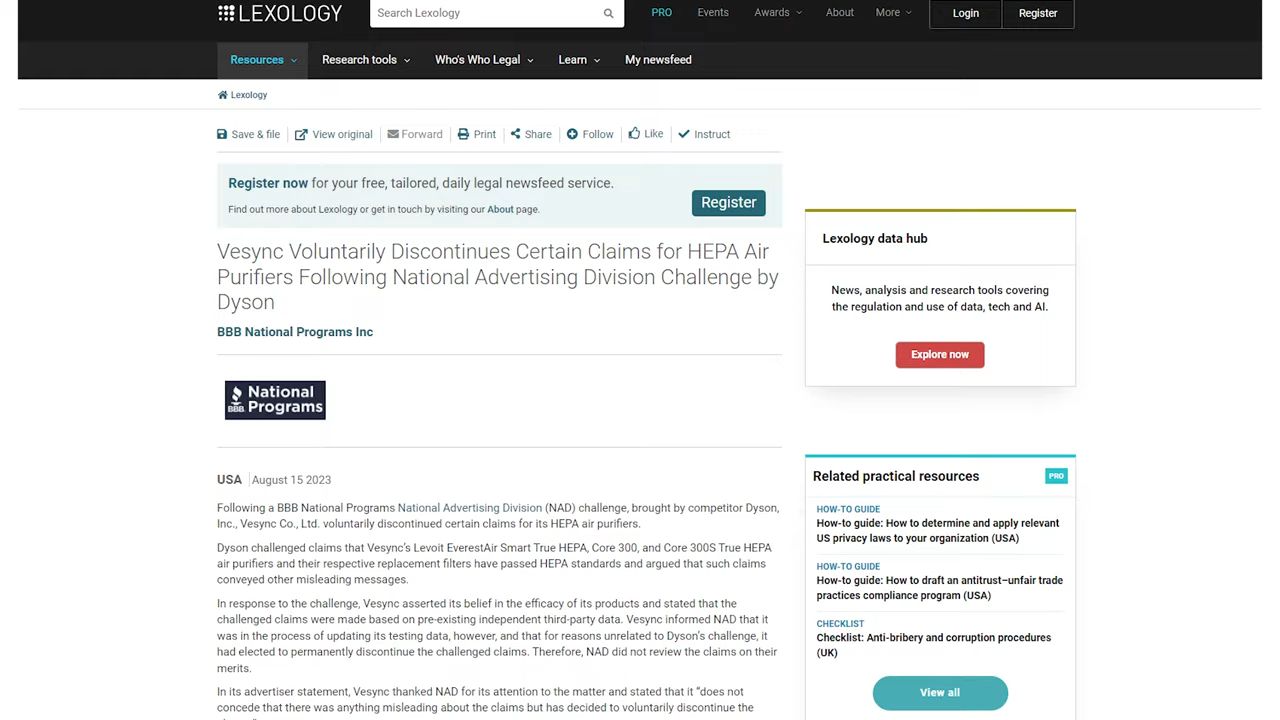 LEXOLOGY
Search Lexology
PRO
Events
Awards
About
More
Login
Register
Resources
Research tools
Who's Who Legal
Learn
My newsfeed
Lexology
Save & file
View original
Forward
Print
Share
Follow
Like
Instruct
Register now for your free, tailored, daily legal newsfeed service.
Find out more about Lexology or get in touch by visiting our About page.
Register
Vesync Voluntarily Discontinues Certain Claims for HEPA Air
Purifiers Following National Advertising Division Challenge by
Dyson
BBB National Programs Inc
BBB National
Programs
USA
August 15 2023
Following a BBB National Programs National Advertising Division (NAD) challenge, brought by competitor Dyson,
Inc., Vesync Co., Ltd. voluntarily discontinued certain claims for its HEPA air purifiers.
Dyson challenged claims that Vesync's Levoit EverestAir Smart True HEPA, Core 300, and Core 300S True HEPA
air purifiers and their respective replacement filters have passed HEPA standards and argued that such claims
conveyed other misleading messages.
In response to the challenge, Vesync asserted its belief in the efficacy of its products and stated that the
challenged claims were made based on pre-existing independent third-party data. Vesync informed NAD that it
was in the process of updating its testing data, however, and that for reasons unrelated to Dyson's challenge, it
had elected to permanently discontinue the challenged claims. Therefore, NAD did not review the claims on their
merits.
In its advertiser statement, Vesync thanked NAD for its attention to the matter and stated that it "does not
concede that there was anything misleading about the claims but has decided to voluntarily discontinue the
Lexology data hub
News, analysis and research tools covering
the regulation and use of data, tech and AI.
Explore now
Related practical resources
PRO
HOW-TO GUIDE
How-to guide: How to determine and apply relevant
US privacy laws to your organization (USA)
HOW-TO GUIDE
How-to guide: How to draft an antitrust–unfair trade
practices compliance program (USA)
CHECKLIST
Checklist: Anti-bribery and corruption procedures
(UK)
View all